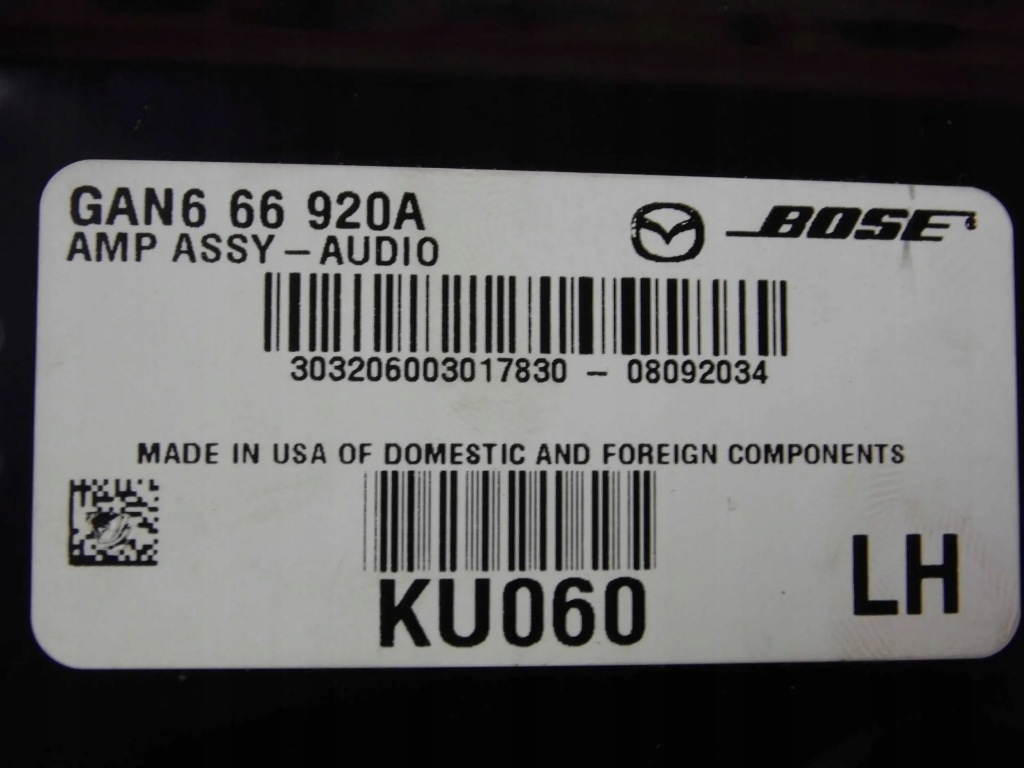 GAN6 66 920A
AMP ASSY – AUDIO
BOSE
303206003017830 – 08092034
MADE IN USA OF DOMESTIC AND FOREIGN COMPONENTS
KU060
LH